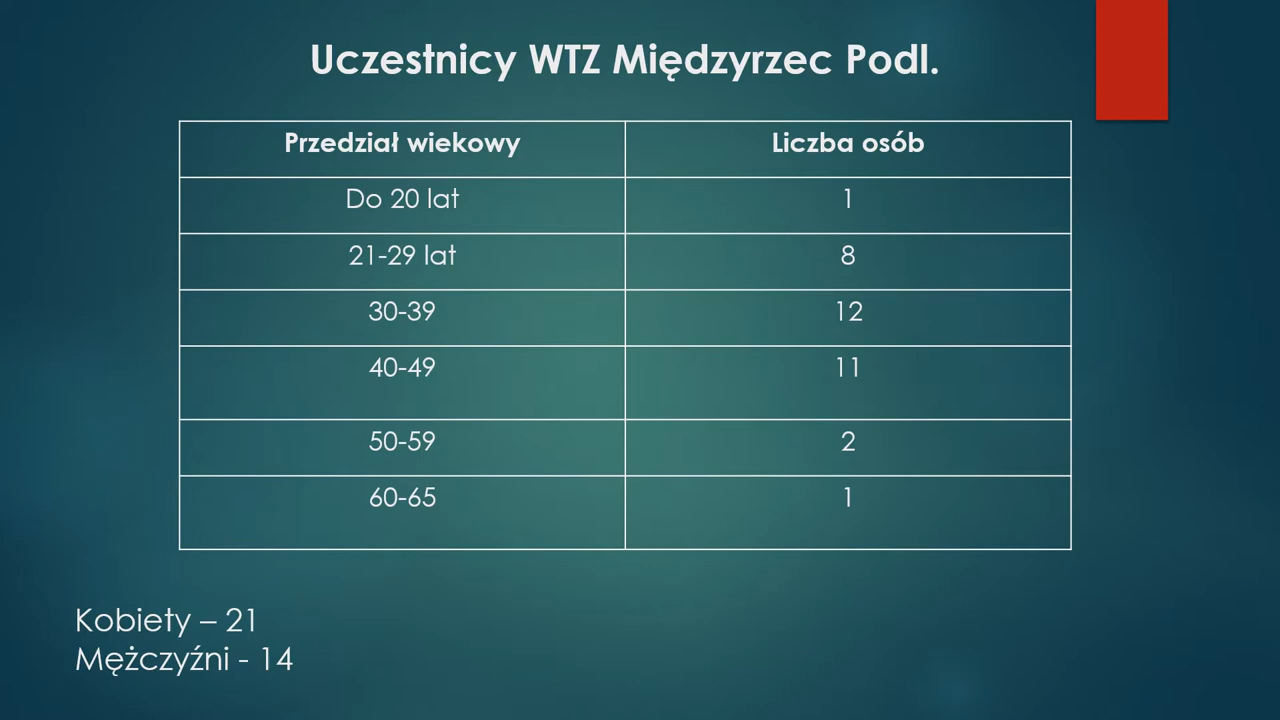 Uczestnicy WTZ Międzyrzec Podl.
Przedział wiekowy Liczba osób
Do 20 lat 1
21-29 lat 8
30-39 12
40-49 11
50-59 2
60-65 1
Kobiety – 21
Mężczyźni - 14